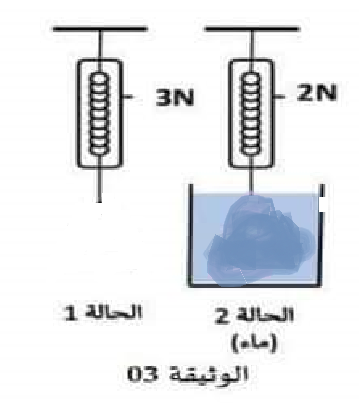 3N
2N
الحالة 1
الحالة 2
(ماء)
الوثيقة 03